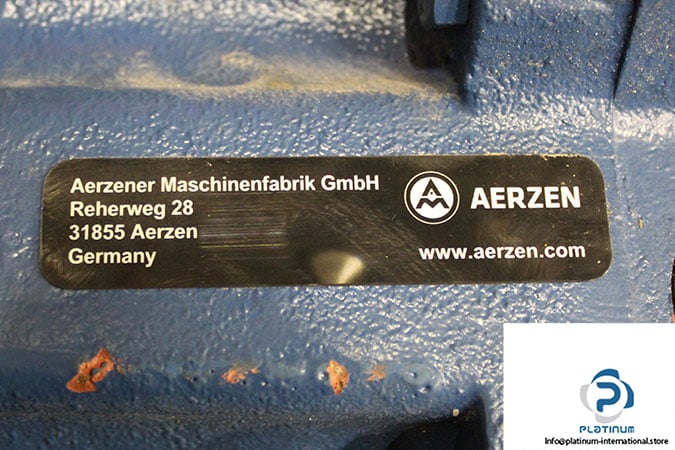 Aerzener Maschinenfabrik GmbH
Reherweg 28
31855 Aerzen
Germany
AERZEN
www.aerzen.com
PLATINUM
Info@platinum-international.store